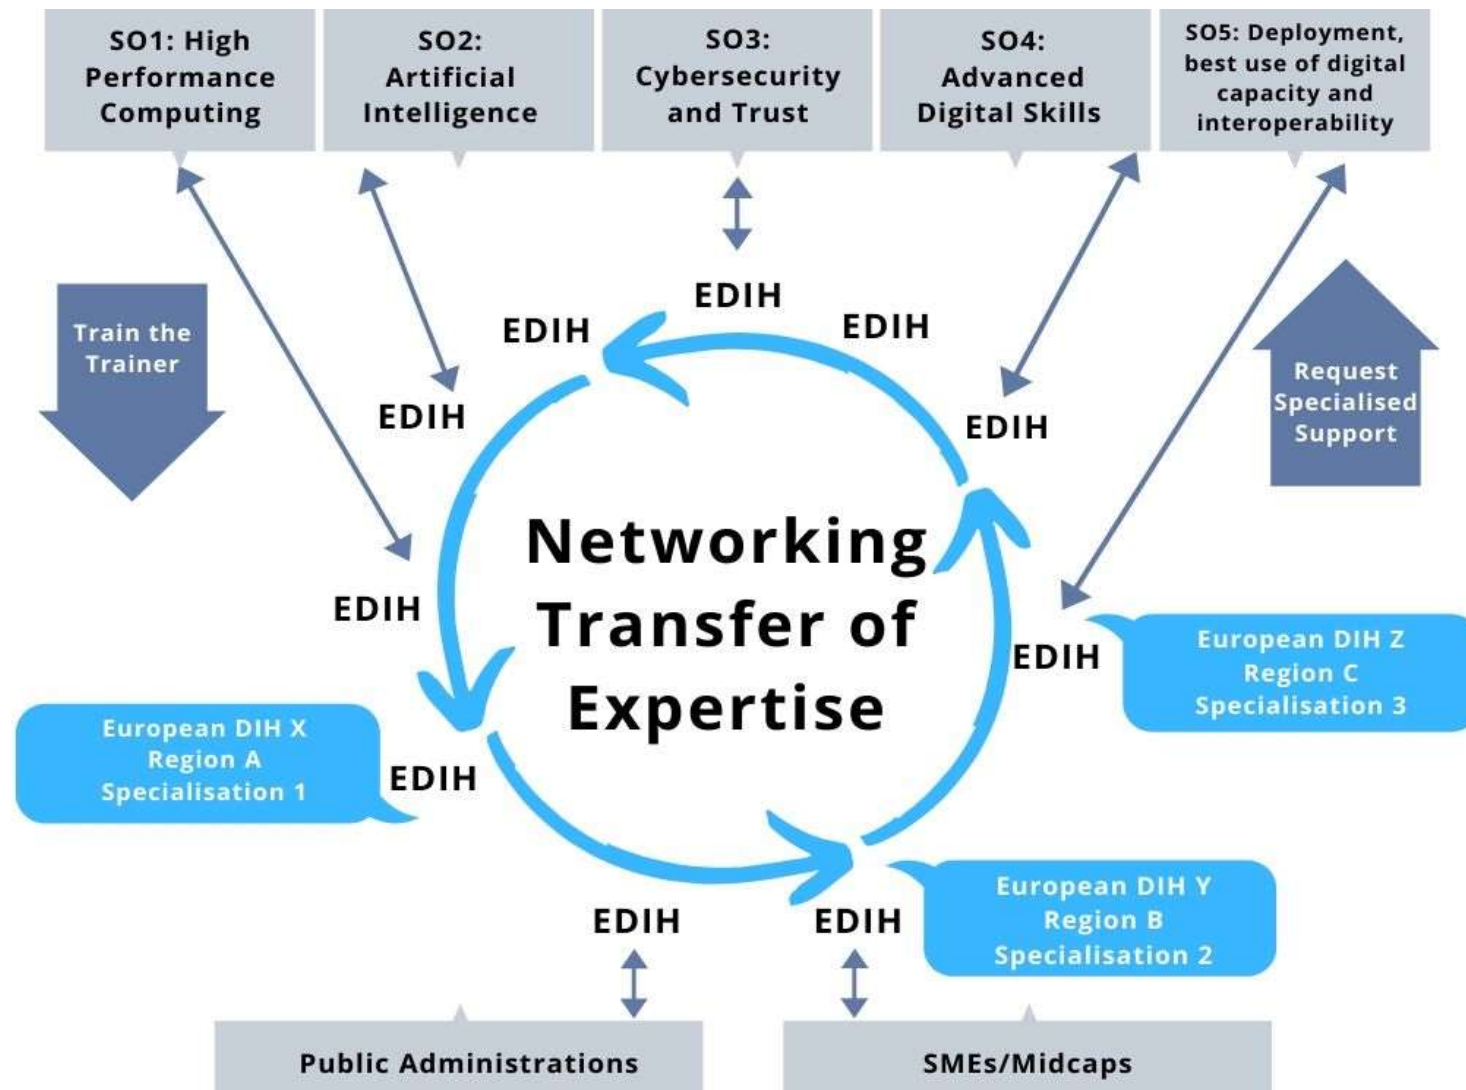 SO1: High
Performance
Computing
SO2:
Artificial
Intelligence
SO3:
Cybersecurity
and Trust
SO4:
Advanced
Digital Skills
SO5: Deployment,
best use of digital
capacity and
interoperability
Train the
Trainer
EDIH
EDIH
EDIH
EDIH
EDIH
Request
Specialised
Support
Networking
Transfer of
Expertise
EDIH
EDIH
European DIH Z
Region C
Specialisation 3
European DIH X
Region A
Specialisation 1
EDIH
EDIH
EDIH
European DIH Y
Region B
Specialisation 2
Public Administrations
SMEs/Midcaps